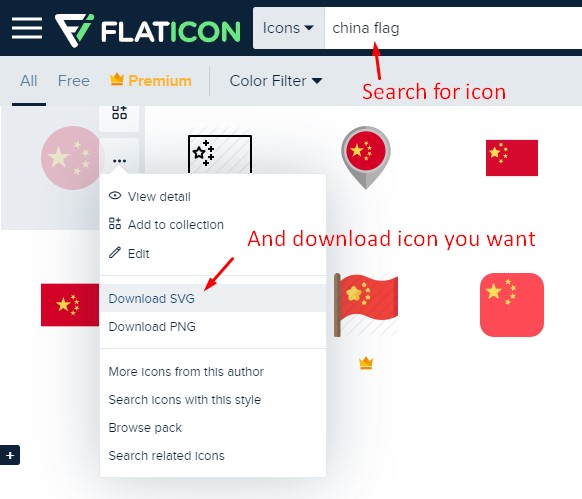 FLATICON
Icons
china flag
All
Free
Premium
Color Filter
Search for icon
View detail
Add to collection
And download icon you want
Edit
Download SVG
Download PNG
More icons from this author
Search icons with this style
Browse pack
Search related icons